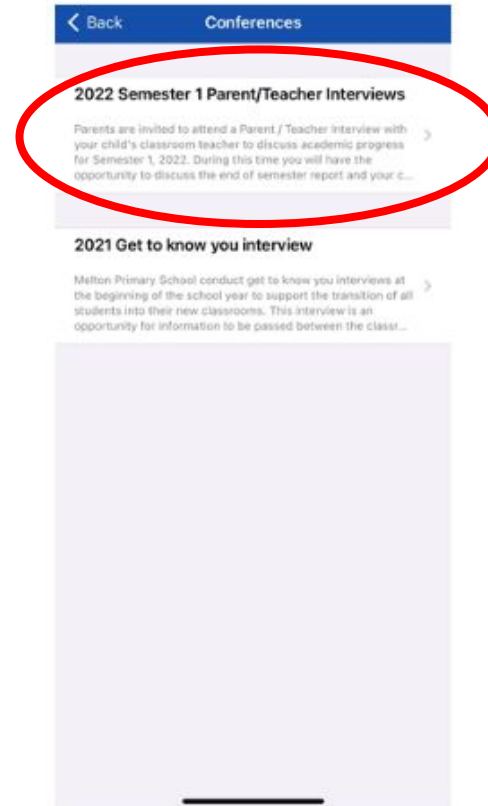 Back Conferences
2022 Semester 1 Parent/Teacher Interviews
Parents are invited to attend a Parent / Teacher Interview with
your child's classroom teacher to discuss academic progress
for Semester 1, 2022. During this time you will have the
opportunity to discuss the end of semester report and your c...
2021 Get to know you interview
Melton Primary School conduct get to know you interviews at
the beginning of the school year to support the transition of all
students into their new classrooms. This interview is an
opportunity for information to be passed between the classr...